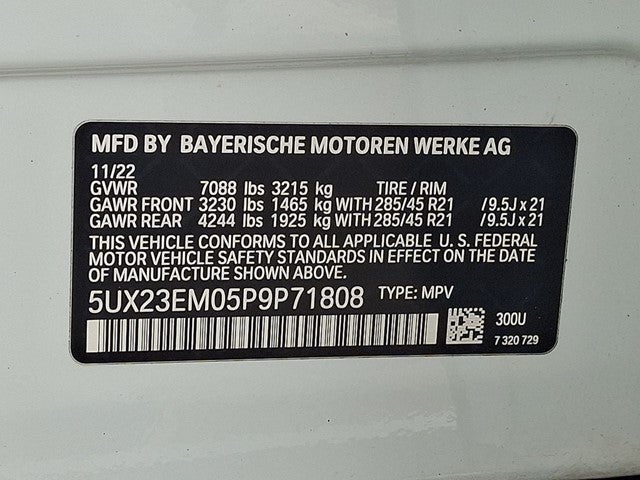 MFD BY BAYERISCHE MOTOREN WERKE AG
11/22
GVWR 7088 lbs 3215 kg TIRE / RIM
GAWR FRONT 3230 lbs 1465 kg WITH 285/45 R21 / 9.5J x 21
GAWR REAR 4244 lbs 1925 kg WITH 285/45 R21 / 9.5J x 21
THIS VEHICLE CONFORMS TO ALL APPLICABLE U.S. FEDERAL
MOTOR VEHICLE SAFETY STANDARDS IN EFFECT ON THE
DATE OF MANUFACTURE SHOWN ABOVE.
5UX23EM05P9P71808 TYPE: MPV
300U
7 320 729